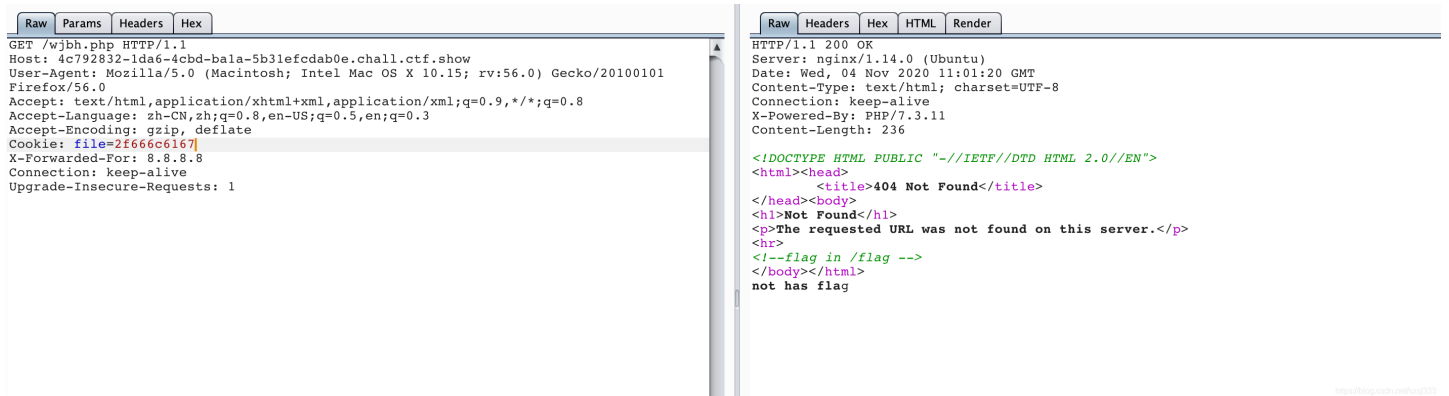 Raw Params Headers Hex
GET /wjbh.php HTTP/1.1
Host: 4c792832-1da6-4cbd-ba1a-5b31efcdab0e.chall.ctf.show
User-Agent: Mozilla/5.0 (Macintosh; Intel Mac OS X 10.15; rv:56.0) Gecko/20100101
Firefox/56.0
Accept: text/html,application/xhtml+xml,application/xml;q=0.9,*/*;q=0.8
Accept-Language: zh-CN,zh;q=0.8,en-US;q=0.5,en;q=0.3
Accept-Encoding: gzip, deflate
Cookie: file=2f666c6167
X-Forwarded-For: 8.8.8.8
Connection: keep-alive
Upgrade-Insecure-Requests: 1
Raw Headers Hex HTML Render
HTTP/1.1 200 OK
Server: nginx/1.14.0 (Ubuntu)
Date: Wed, 04 Nov 2020 11:01:20 GMT
Content-Type: text/html; charset=UTF-8
Connection: keep-alive
X-Powered-By: PHP/7.3.11
Content-Length: 236
<!DOCTYPE HTML PUBLIC "-//IETF//DTD HTML 2.0//EN">
<html><head>
<title>404 Not Found</title>
</head><body>
<h1>Not Found</h1>
<p>The requested URL was not found on this server.</p>
<hr>
<!--flag in /flag -->
</body></html>
not has flag